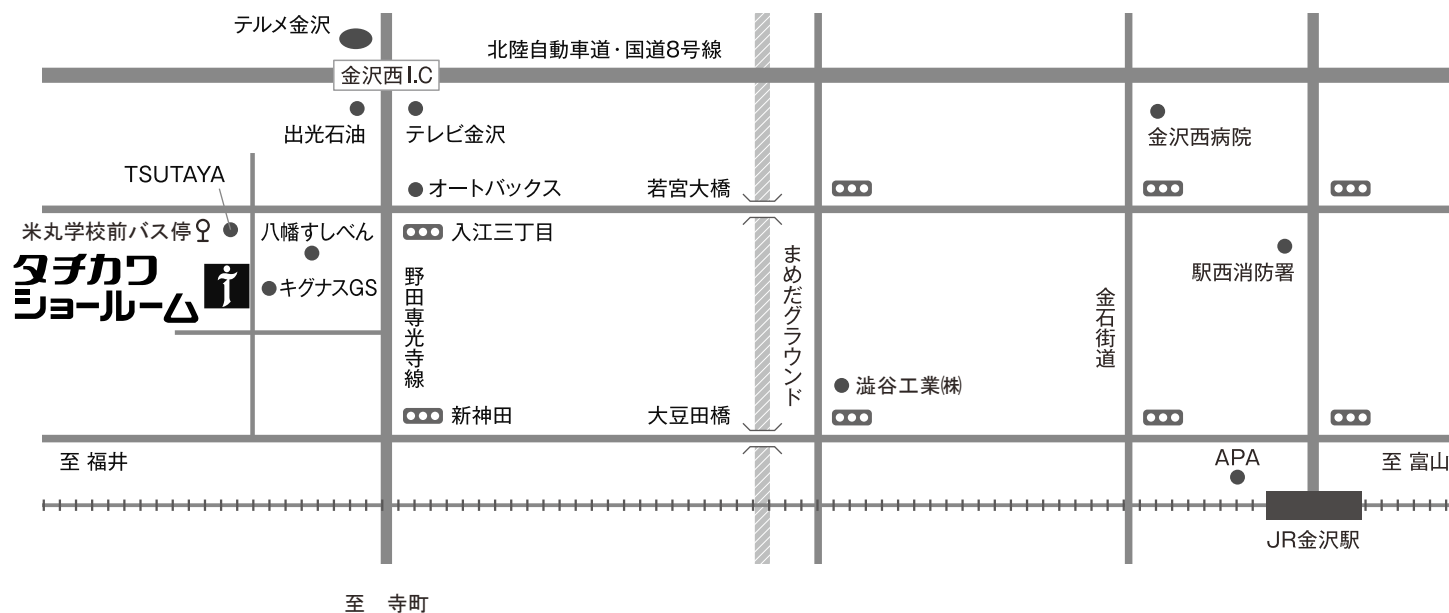 テルメ金沢
北陸自動車道・国道8号線
金沢西I.C
出光石油
テレビ金沢
金沢西病院
TSUTAYA
オートバックス
若宮大橋
米丸学校前バス停
八幡すしべん
入江三丁目
タチカワ
ショールーム
キグナスGS
野田専光寺線
まめだグラウンド
金石街道
駅西消防署
澁谷工業㈱
新神田
大豆田橋
至 福井
APA
至 富山
JR金沢駅
至 寺町